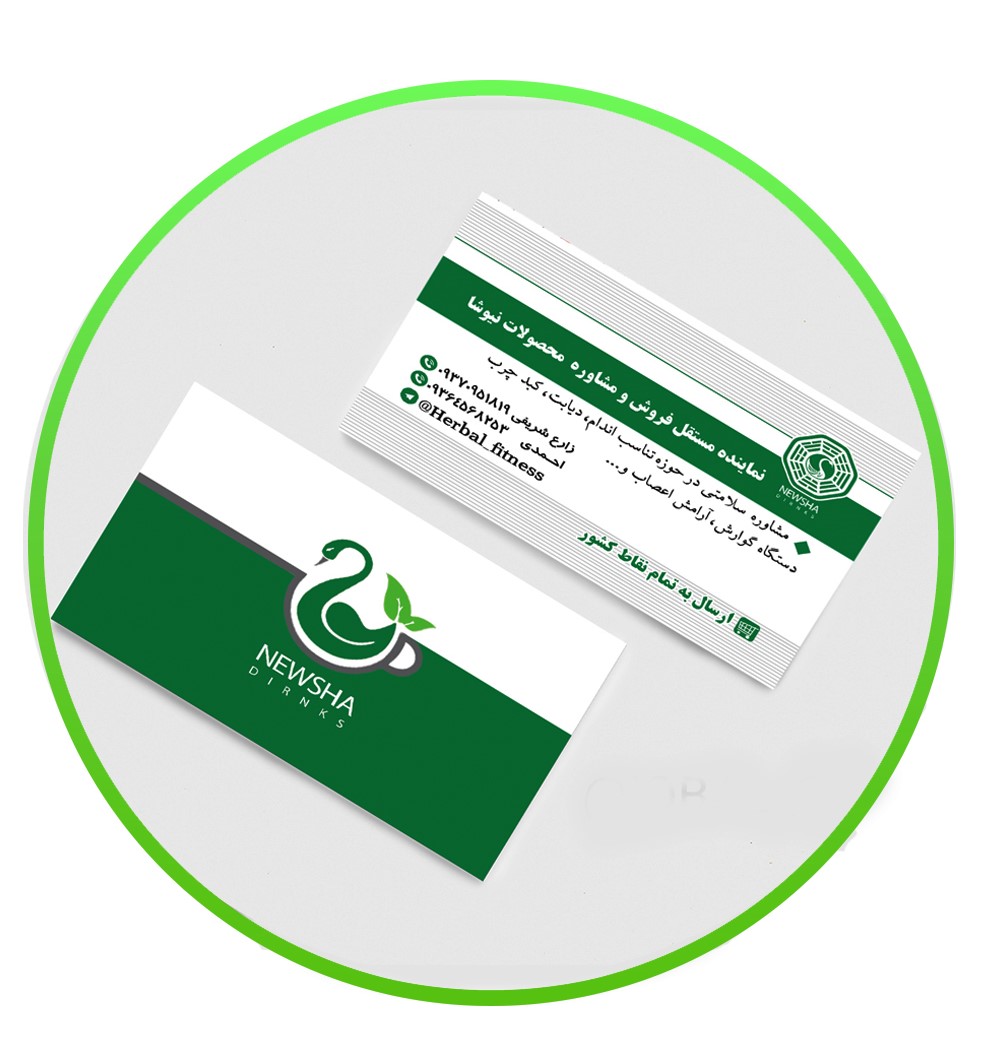 نماینده مستقل فروش و مشاوره محصولات نیوشا
مشاوره سلامتی در حوزه تناسب اندام، دیابت، کبد چرب
دستگاه گوارش، آرامش اعصاب و...
زارع شریفی ۰۹۳۷۰۹۵۱۸۱۹
احمدی ۰۹۳۶۴۵۶۸۲۵۳
@Herbal_fitness
ارسال به تمام نقاط کشور
NEWSHA
DIRNKS
NEWSHA
DIRNKS